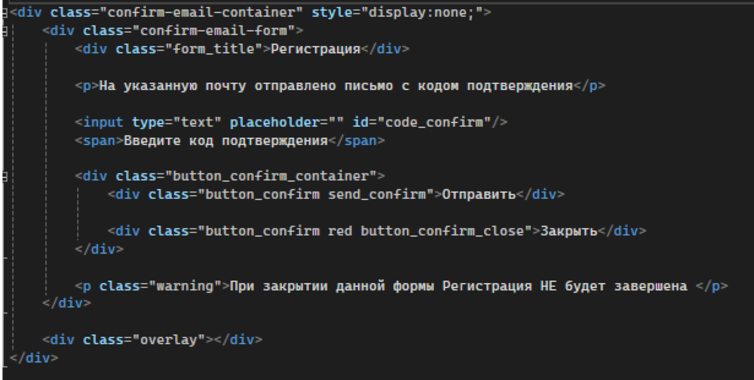 <div class="confirm-email-container" style="display:none;">
<div class="confirm-email-form">
<div class="form_title">Регистрация</div>
<p>На указанную почту отправлено письмо с кодом подтверждения</p>
<input type="text" placeholder="" id="code_confirm"/>
<span>Введите код подтверждения</span>
<div class="button_confirm_container">
<div class="button_confirm send_confirm">Отправить</div>
<div class="button_confirm red button_confirm_close">Закрыть</div>
</div>
<p class="warning">При закрытии данной формы Регистрация НЕ будет завершена </p>
</div>
<div class="overlay"></div>
</div>